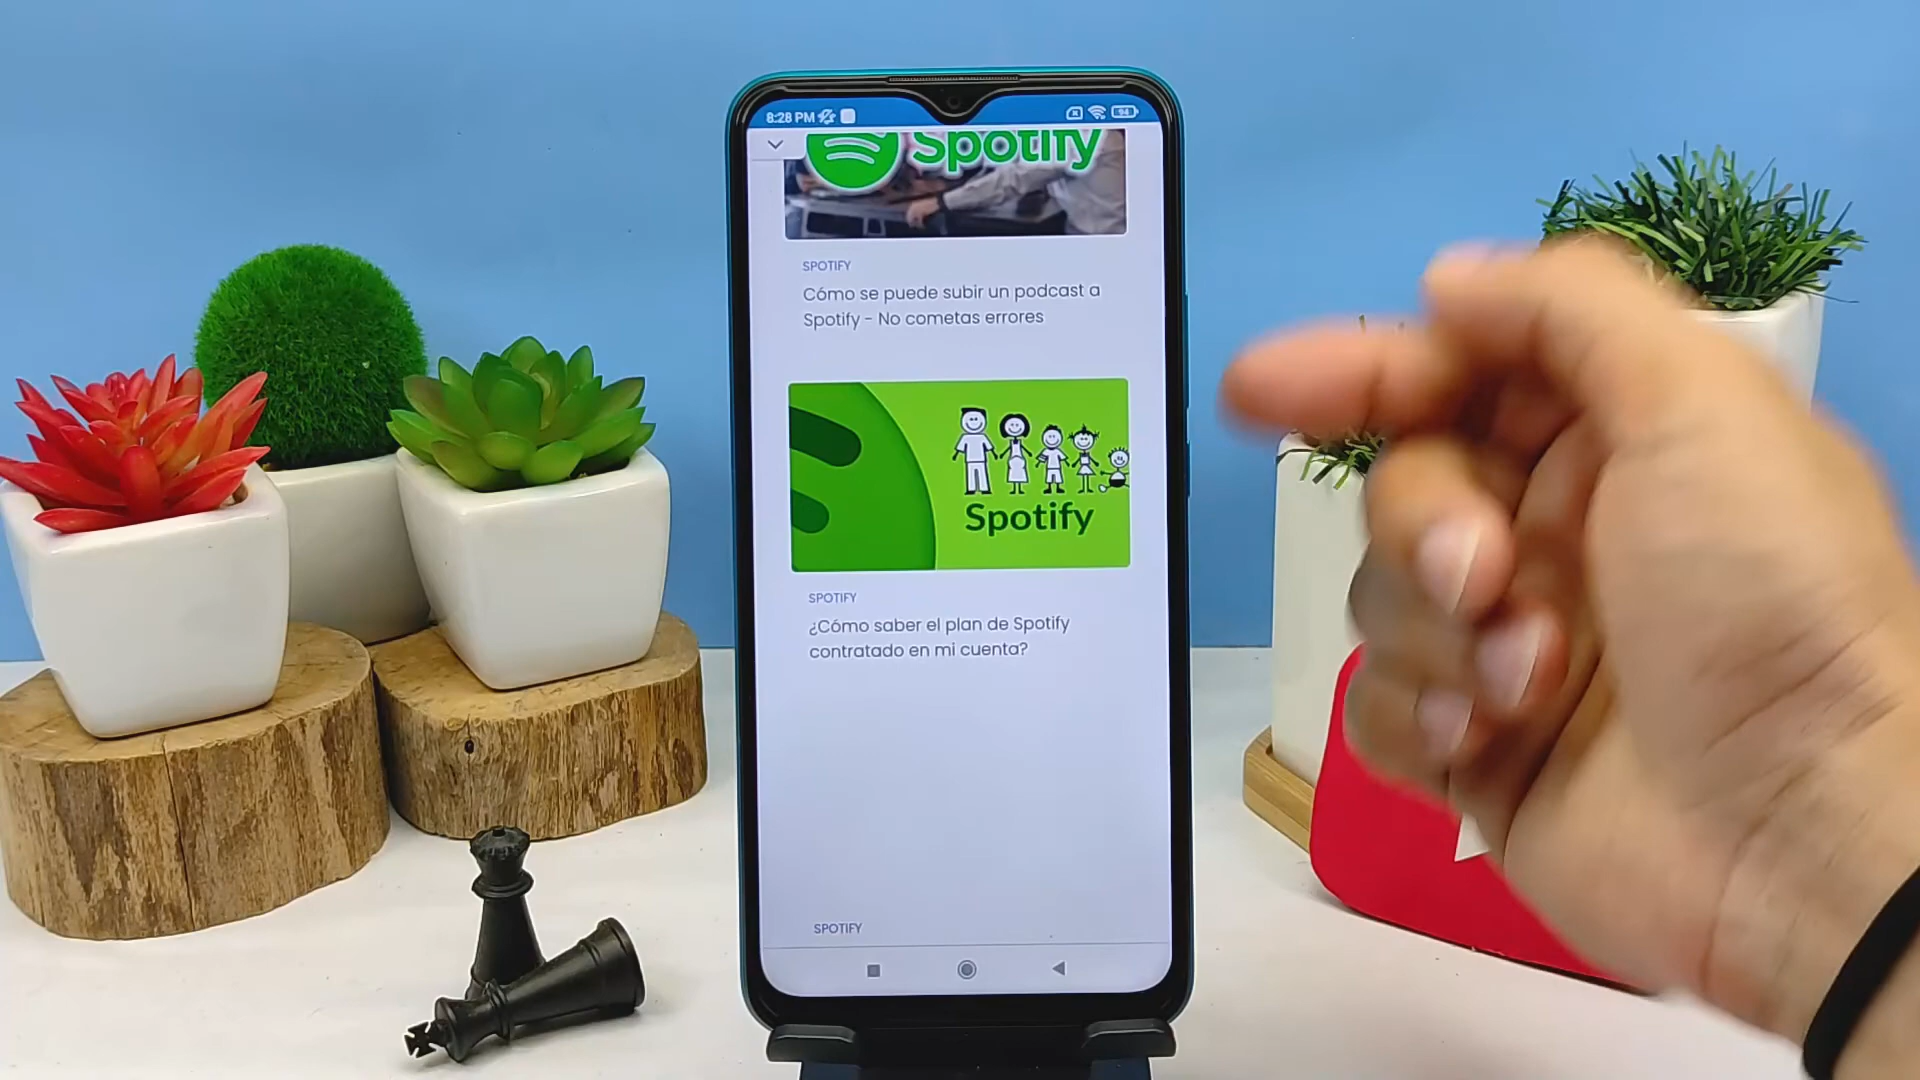 8:28 PM
94
Spotify
SPOTIFY
Cómo se puede subir un podcast a
Spotify - No cometas errores
Spotify
SPOTIFY
¿Cómo saber el plan de Spotify
contratado en mi cuenta?
SPOTIFY